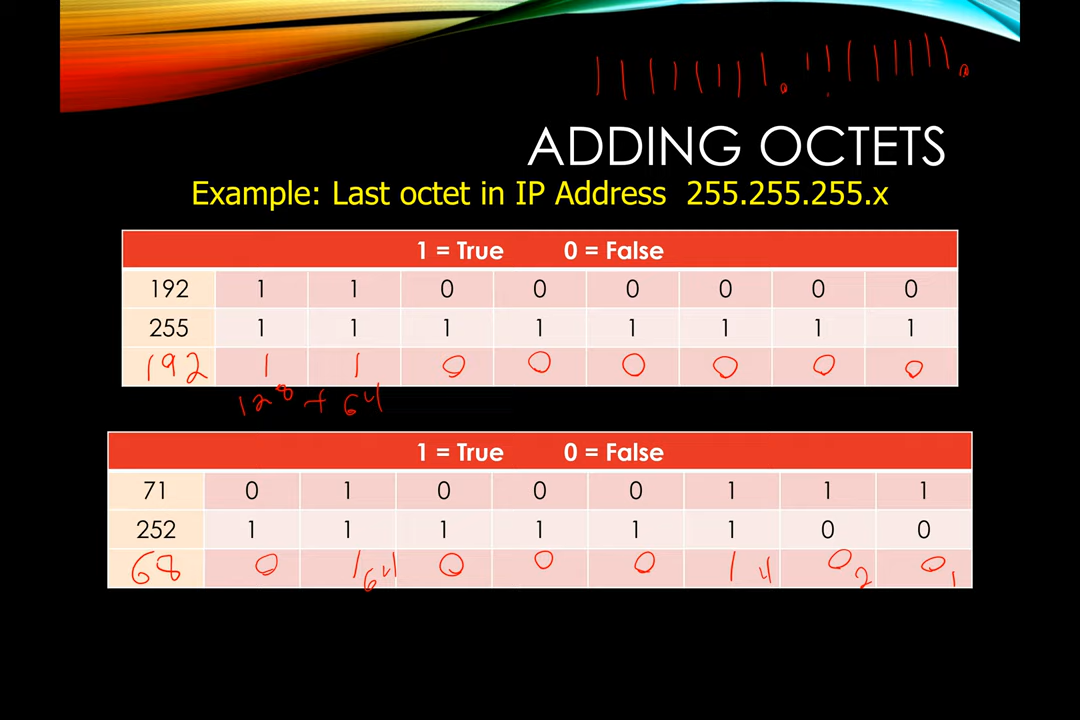 11111111.11111111.
ADDING OCTETS
Example: Last octet in IP Address 255.255.255.x
1 = True 0 = False
192 1 1 0 0 0 0 0 0
255 1 1 1 1 1 1 1 1
192 1 1 0 0 0 0 0 0
128 + 64
1 = True 0 = False
71 0 1 0 0 0 1 1 1
252 1 1 1 1 1 1 0 0
68 0 1 0 0 0 1 0 0
64 4 2 1